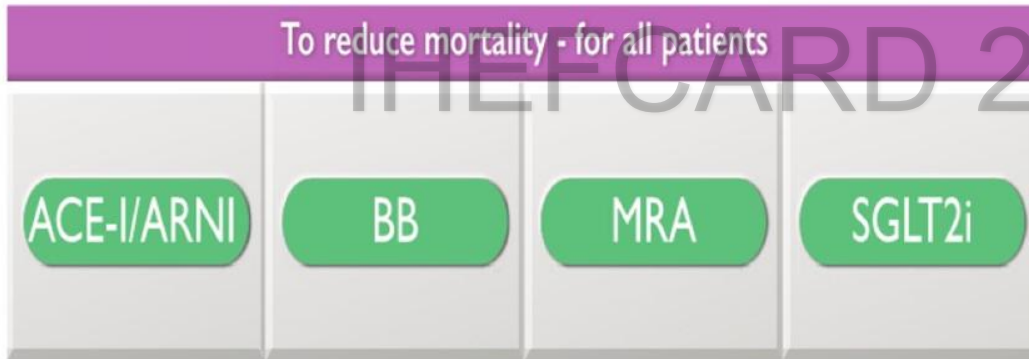 To reduce mortality - for all patients
IHEFCARD 2
ACE-I/ARNI BB MRA SGLT2i